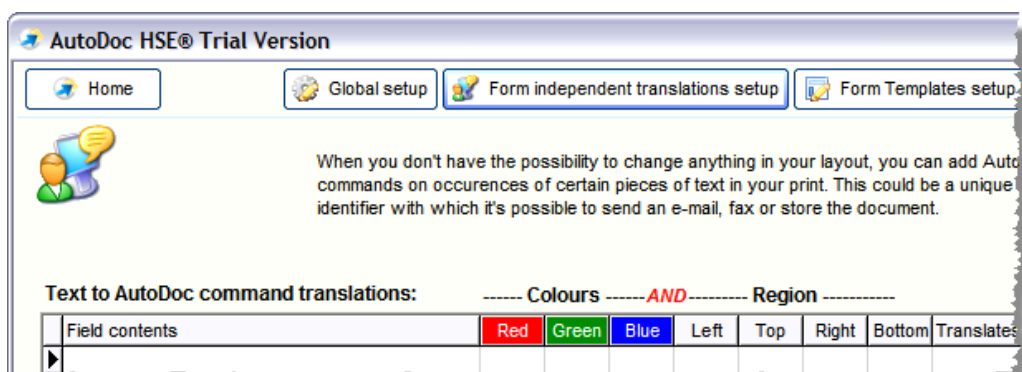 AutoDoc HSE® Trial Version
Home Global setup Form independent translations setup Form Templates setup
When you don't have the possibility to change anything in your layout, you can add Auto
commands on occurences of certain pieces of text in your print. This could be a unique
identifier with which it's possible to send an e-mail, fax or store the document.
Text to AutoDoc command translations: ------ Colours ------AND--------- Region -----------
Field contents Red Green Blue Left Top Right Bottom Translates